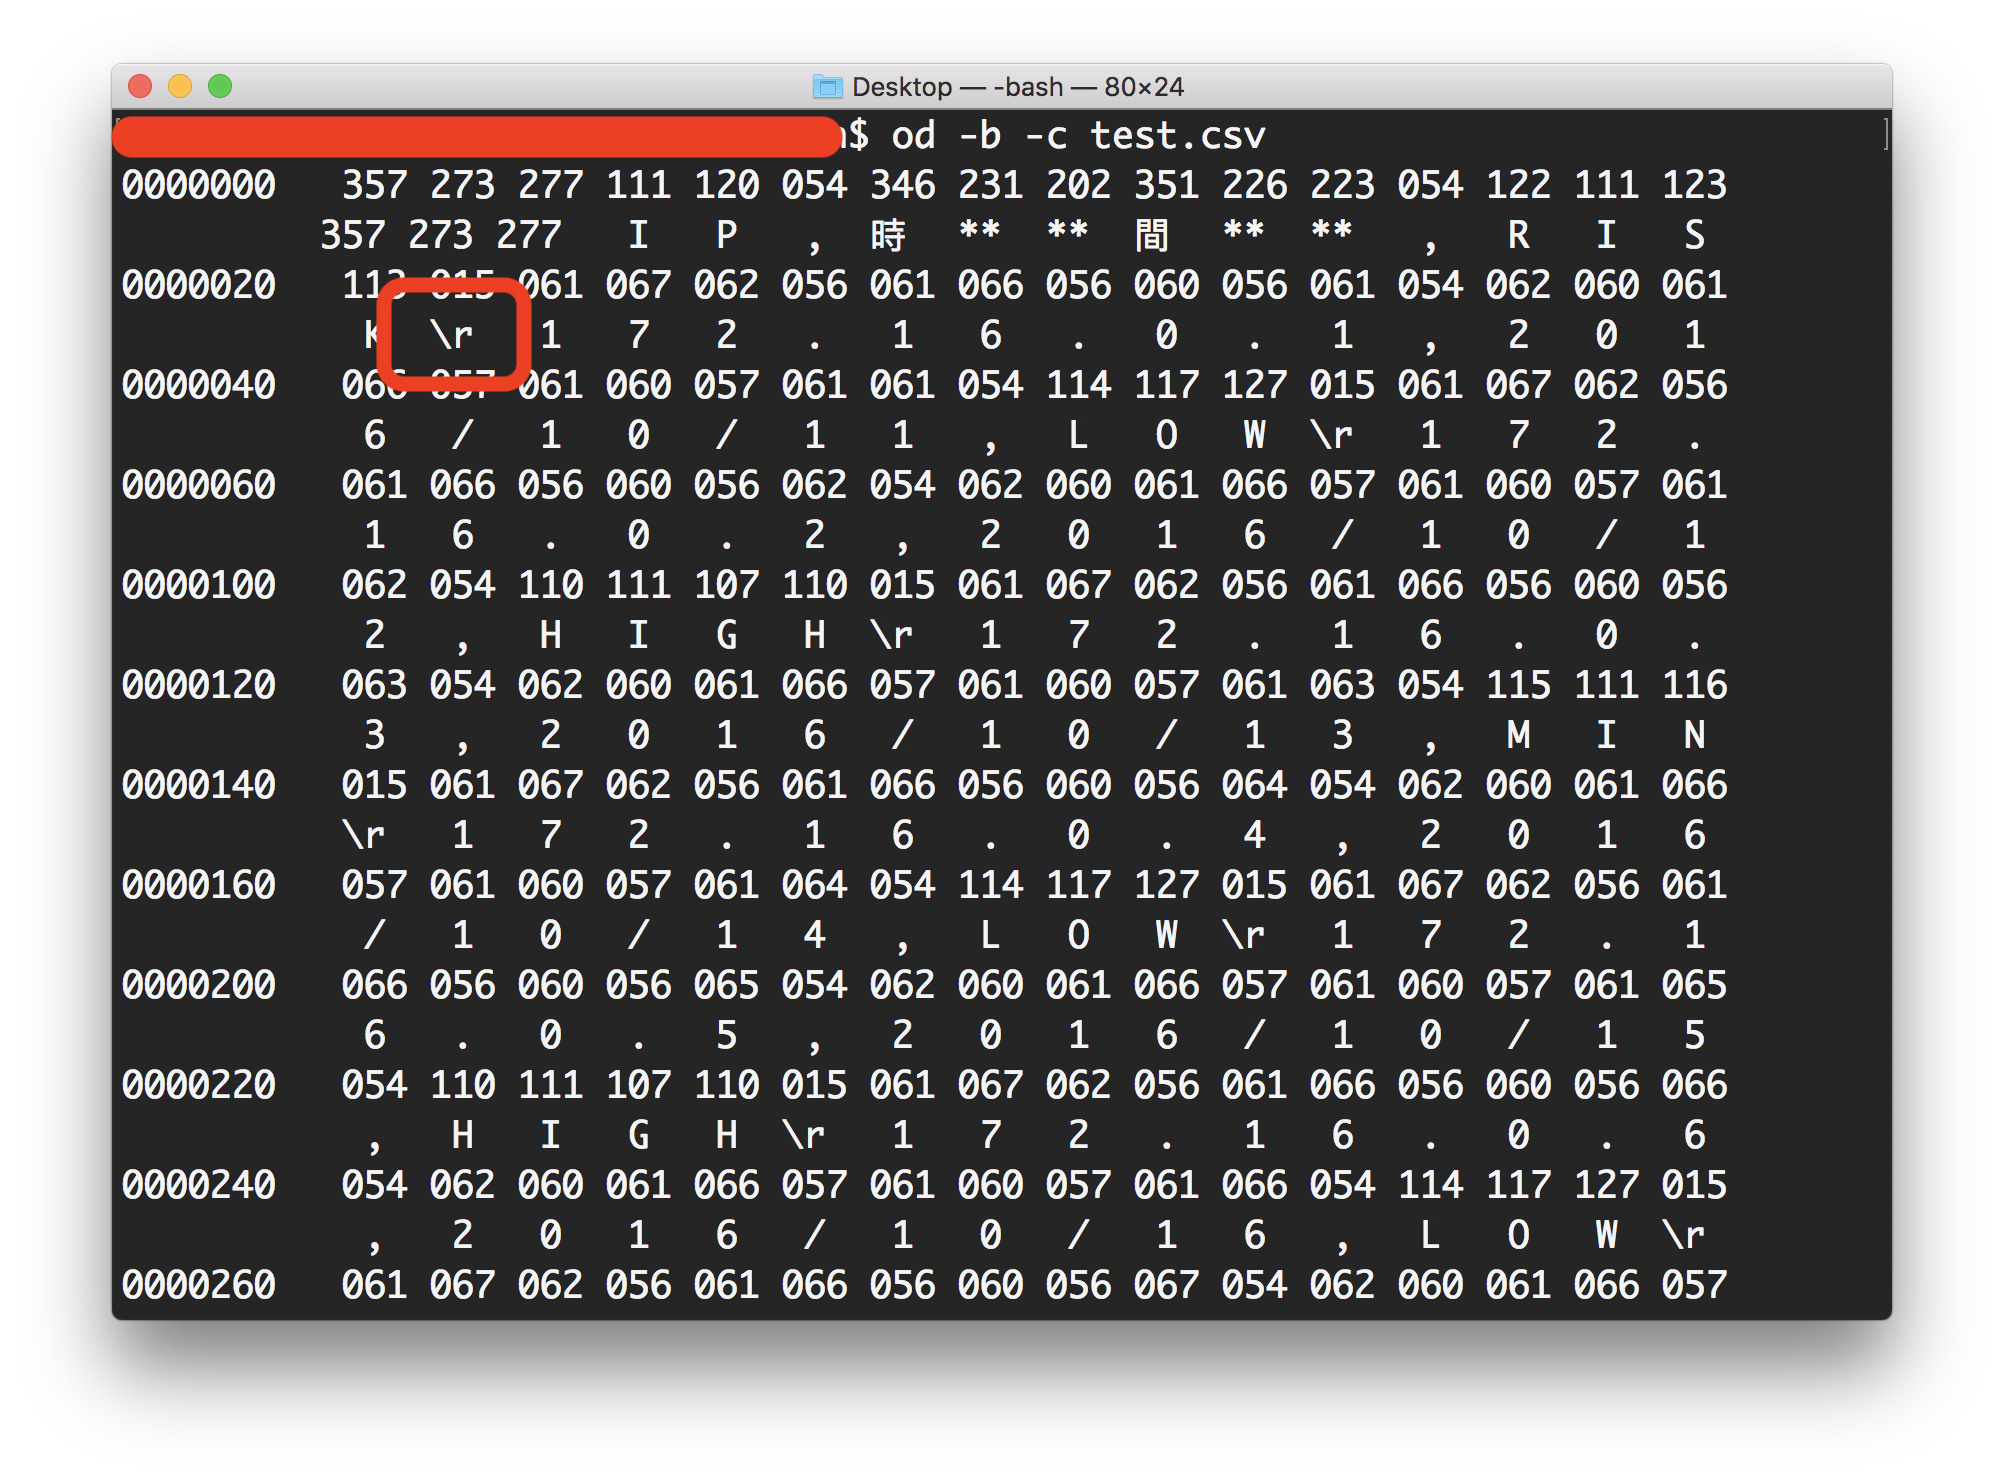 Desktop — -bash — 80×24
$ od -b -c test.csv
0000000 357 273 277 111 120 054 346 231 202 351 226 223 054 122 111 123
357 273 277 I P , 時 ** ** 間 ** ** , R I S
0000020 113 015 061 067 062 056 061 066 056 060 056 061 054 062 060 061
K \r 1 7 2 . 1 6 . 0 . 1 , 2 0 1
0000040 066 057 061 060 057 061 061 054 114 117 127 015 061 067 062 056
6 / 1 0 / 1 1 , L O W \r 1 7 2 .
0000060 061 066 056 060 056 062 054 062 060 061 066 057 061 060 057 061
1 6 . 0 . 2 , 2 0 1 6 / 1 0 / 1
0000100 062 054 110 111 107 110 015 061 067 062 056 061 066 056 060 056
2 , H I G H \r 1 7 2 . 1 6 . 0 .
0000120 063 054 062 060 061 066 057 061 060 057 061 063 054 115 111 116
3 , 2 0 1 6 / 1 0 / 1 3 , M I N
0000140 015 061 067 062 056 061 066 056 060 056 064 054 062 060 061 066
\r 1 7 2 . 1 6 . 0 . 4 , 2 0 1 6
0000160 057 061 060 057 061 064 054 114 117 127 015 061 067 062 056 061
/ 1 0 / 1 4 , L O W \r 1 7 2 . 1
0000200 066 056 060 056 065 054 062 060 061 066 057 061 060 057 061 065
6 . 0 . 5 , 2 0 1 6 / 1 0 / 1 5
0000220 054 110 111 107 110 015 061 067 062 056 061 066 056 060 056 066
, H I G H \r 1 7 2 . 1 6 . 0 . 6
0000240 054 062 060 061 066 057 061 060 057 061 066 054 114 117 127 015
, 2 0 1 6 / 1 0 / 1 6 , L O W \r
0000260 061 067 062 056 061 066 056 060 056 067 054 062 060 061 066 057